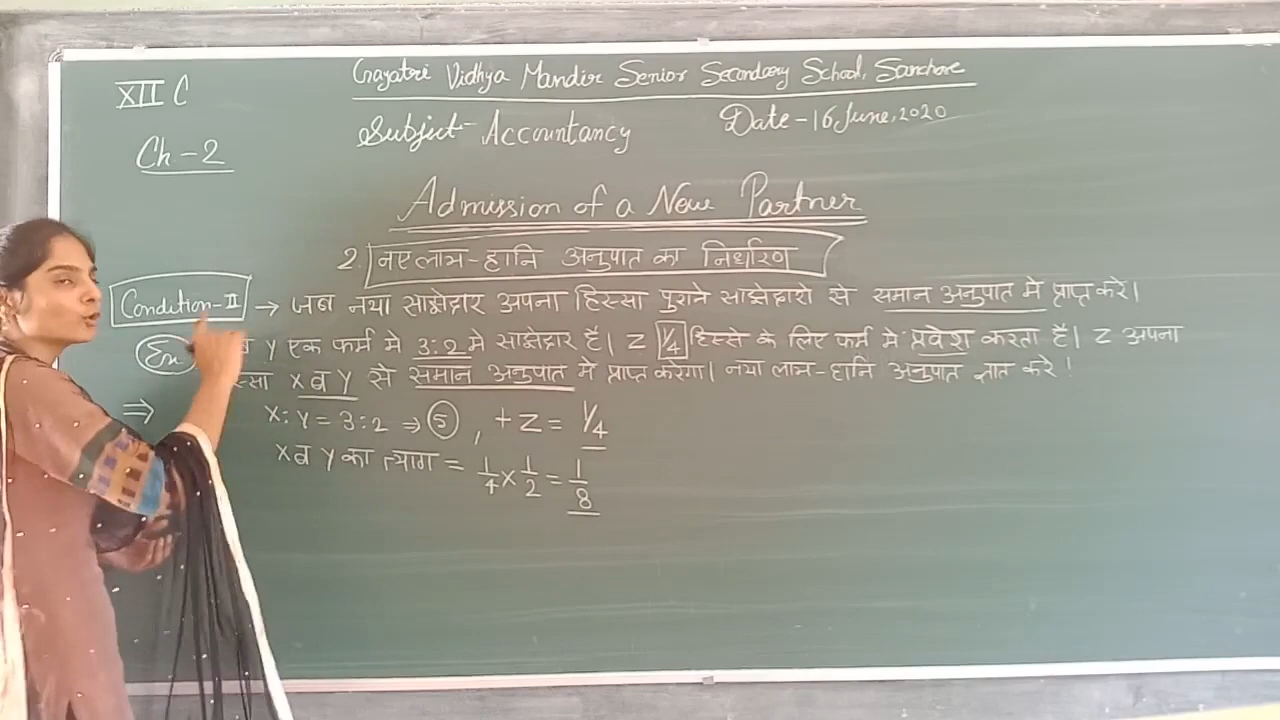 Gayatri Vidhya Mandir Senior Secondary School, Sanchore
XII C
Subject - Accountancy
Date - 16 June, 2020
Ch - 2
Admission of a New Partner
2. नए लाभ-हानि अनुपात का निर्धारण
Condition-II → जब नया साझेदार अपना हिस्सा पुराने साझेदारो से समान अनुपात मे प्राप्त करे।
Ex व Y एक फर्म मे 3:2 मे साझेदार है। Z 1/4 हिस्से के लिए फर्म मे प्रवेश करता है। Z अपना
स्सा X व Y से समान अनुपात मे प्राप्त करेगा। नया लाभ-हानि अनुपात ज्ञात करे!
⇒ X:Y = 3:2 ⇒ 5, + Z = 1/4
X व Y का त्याग = 1/4 × 1/2 = 1/8